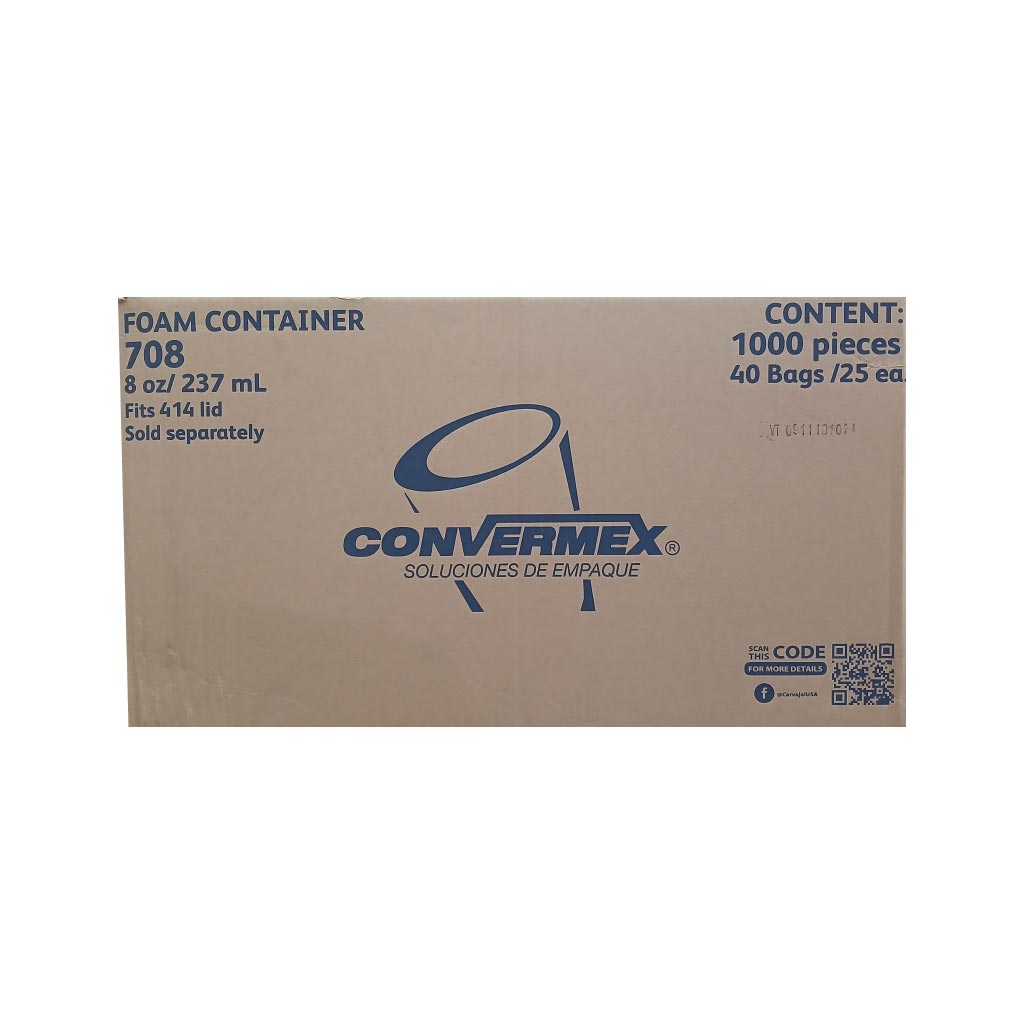 FOAM CONTAINER
708
8 oz/ 237 mL
Fits 414 lid
Sold separately
CONTENT:
1000 pieces
40 Bags /25 ea.
CONVERMEX®
SOLUCIONES DE EMPAQUE
SCAN THIS CODE
FOR MORE DETAILS
f @CarvajalUSA